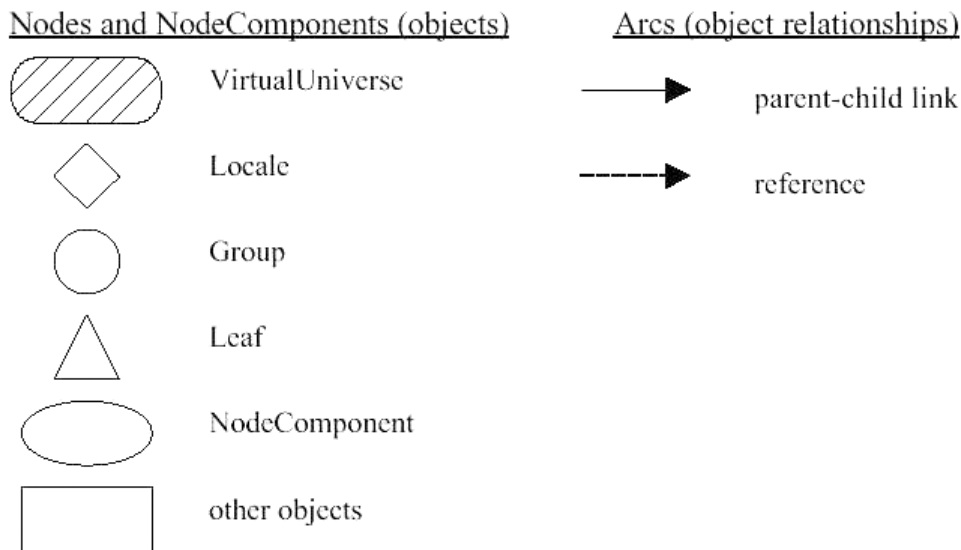 Nodes and NodeComponents (objects)
Arcs (object relationships)
VirtualUniverse
parent-child link
Locale
reference
Group
Leaf
NodeComponent
other objects